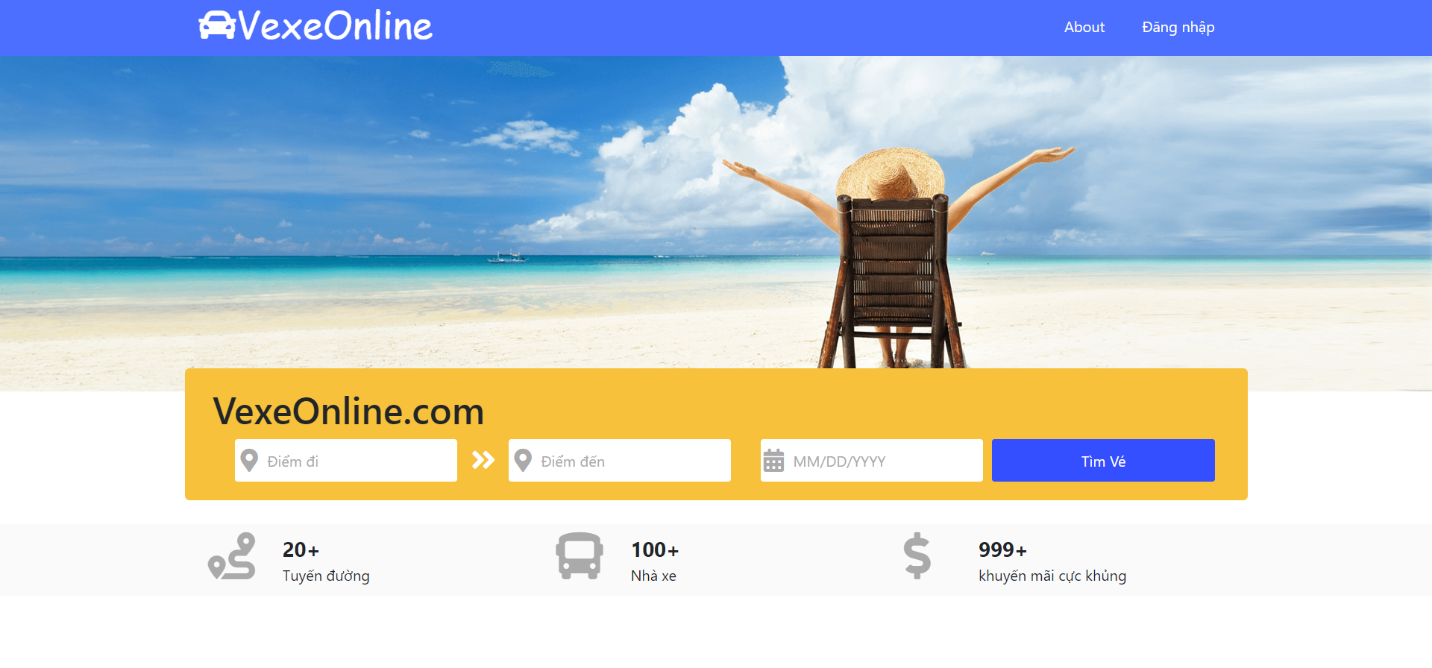 VexeOnline
About
Đăng nhập
VexeOnline.com
Điểm đi
Điểm đến
MM/DD/YYYY
Tìm Vé
20+
Tuyến đường
100+
Nhà xe
999+
khuyến mãi cực khủng